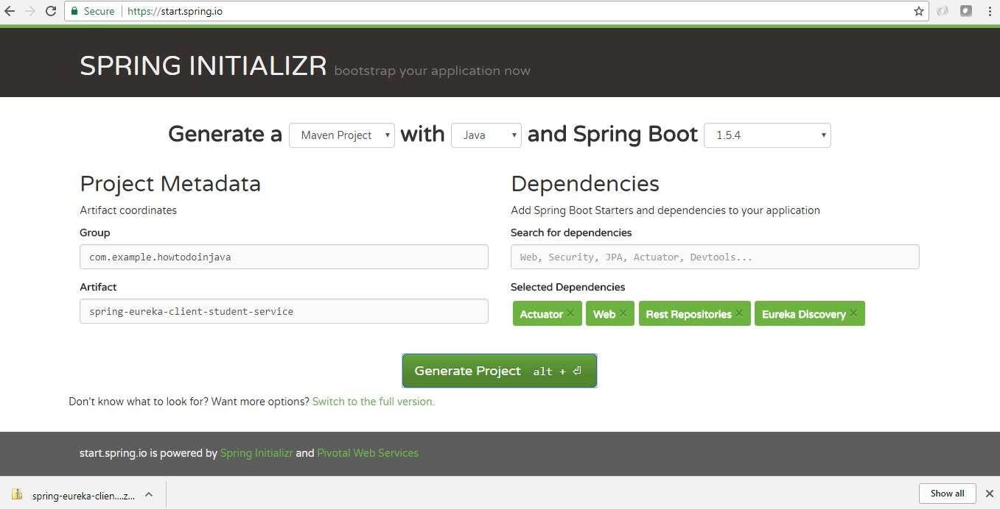 Secure https://start.spring.io
SPRING INITIALIZR bootstrap your application now
Generate a Maven Project with Java and Spring Boot 1.5.4
Project Metadata
Artifact coordinates
Group
com.example.howtodoinjava
Artifact
spring-eureka-client-student-service
Dependencies
Add Spring Boot Starters and dependencies to your application
Search for dependencies
Web, Security, JPA, Actuator, Devtools...
Selected Dependencies
Actuator × Web × Rest Repositories × Eureka Discovery ×
Generate Project alt + ⏎
Don't know what to look for? Want more options? Switch to the full version.
start.spring.io is powered by Spring Initializr and Pivotal Web Services
spring-eureka-clien....z... Show all